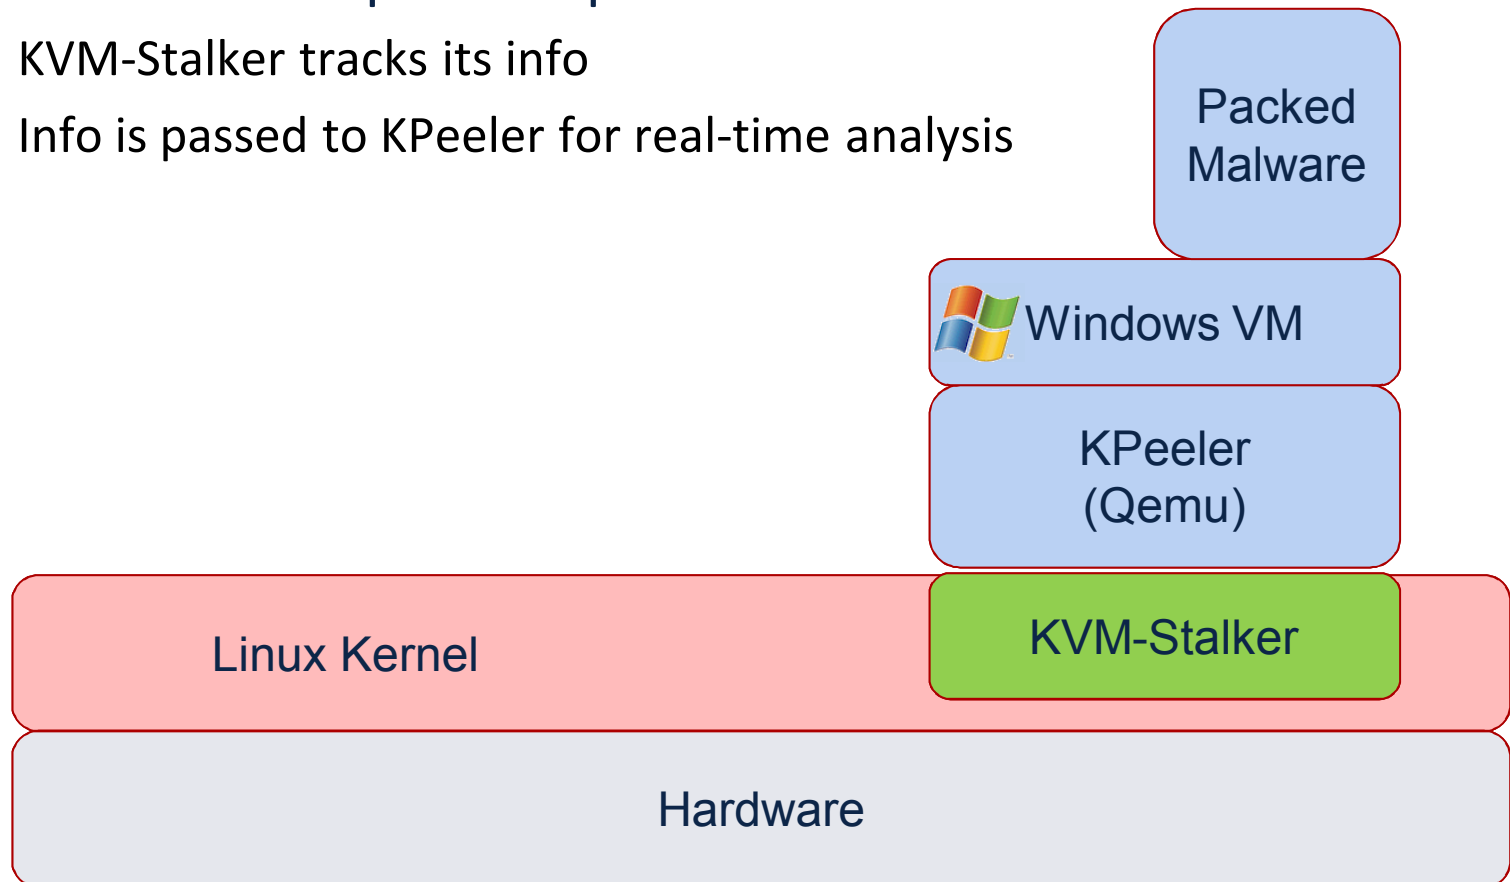 KVM-Stalker tracks its info
Info is passed to KPeeler for real-time analysis
Packed
Malware
Windows VM
KPeeler
(Qemu)
KVM-Stalker
Linux Kernel
Hardware